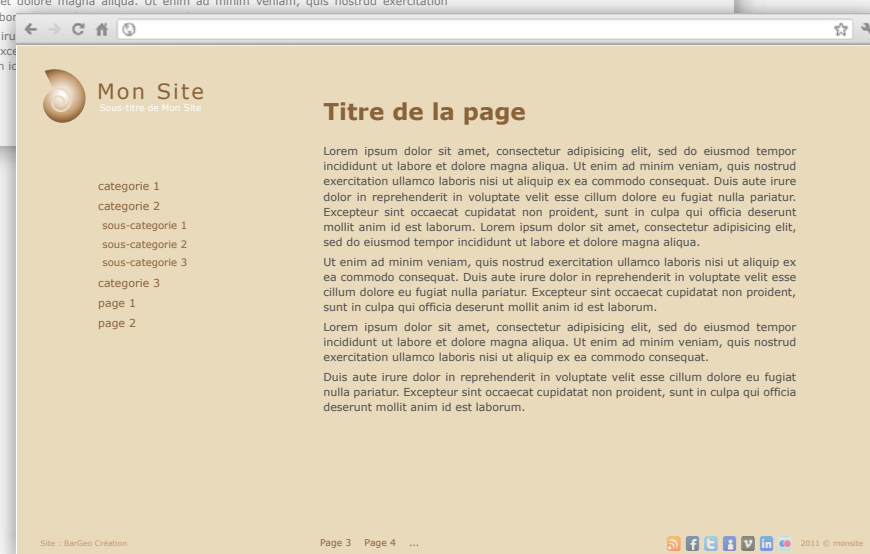 et dolore magna aliqua. Ut enim ad minim veniam, quis nostrud exercitation
Mon Site
Sous-titre de Mon Site
categorie 1
categorie 2
sous-categorie 1
sous-categorie 2
sous-categorie 3
categorie 3
page 1
page 2
Titre de la page
Lorem ipsum dolor sit amet, consectetur adipisicing elit, sed do eiusmod tempor
incididunt ut labore et dolore magna aliqua. Ut enim ad minim veniam, quis nostrud
exercitation ullamco laboris nisi ut aliquip ex ea commodo consequat. Duis aute irure
dolor in reprehenderit in voluptate velit esse cillum dolore eu fugiat nulla pariatur.
Excepteur sint occaecat cupidatat non proident, sunt in culpa qui officia deserunt
mollit anim id est laborum. Lorem ipsum dolor sit amet, consectetur adipisicing elit,
sed do eiusmod tempor incididunt ut labore et dolore magna aliqua.
Ut enim ad minim veniam, quis nostrud exercitation ullamco laboris nisi ut aliquip ex
ea commodo consequat. Duis aute irure dolor in reprehenderit in voluptate velit esse
cillum dolore eu fugiat nulla pariatur. Excepteur sint occaecat cupidatat non proident,
sunt in culpa qui officia deserunt mollit anim id est laborum.
Lorem ipsum dolor sit amet, consectetur adipisicing elit, sed do eiusmod tempor
incididunt ut labore et dolore magna aliqua. Ut enim ad minim veniam, quis nostrud
exercitation ullamco laboris nisi ut aliquip ex ea commodo consequat.
Duis aute irure dolor in reprehenderit in voluptate velit esse cillum dolore eu fugiat
nulla pariatur. Excepteur sint occaecat cupidatat non proident, sunt in culpa qui officia
deserunt mollit anim id est laborum.
Site : BarGeo Création
Page 3 Page 4 ...
2011 © monsite